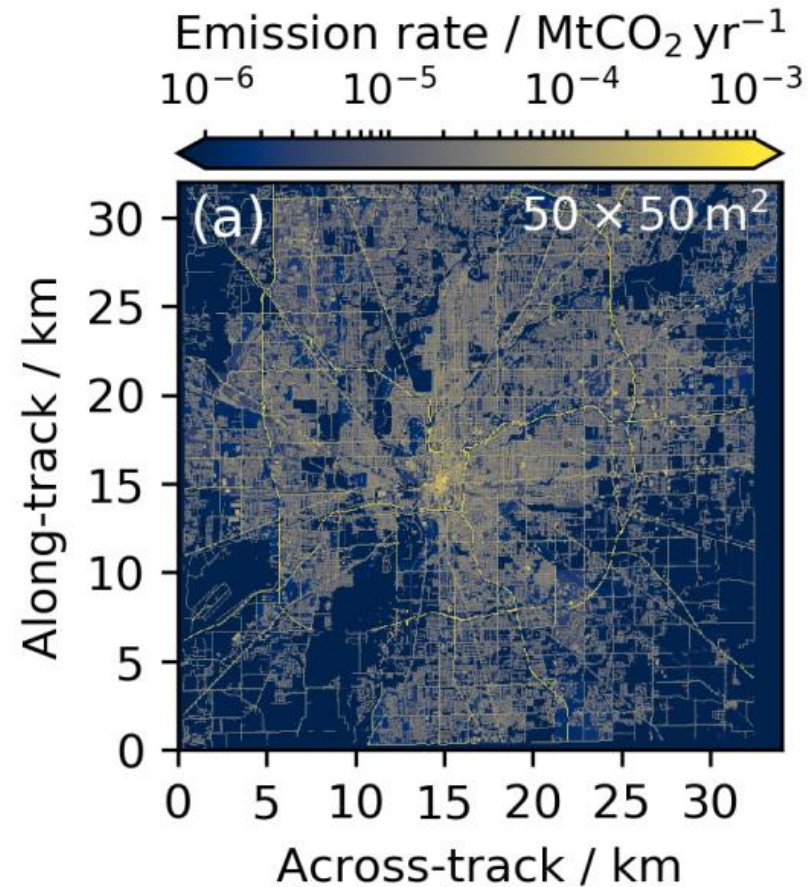 Emission rate / MtCO₂ yr⁻¹
10⁻⁶ 10⁻⁵ 10⁻⁴ 10⁻³
(a) 50 × 50 m²
Along-track / km
30
25
20
15
10
5
0
0 5 10 15 20 25 30
Across-track / km